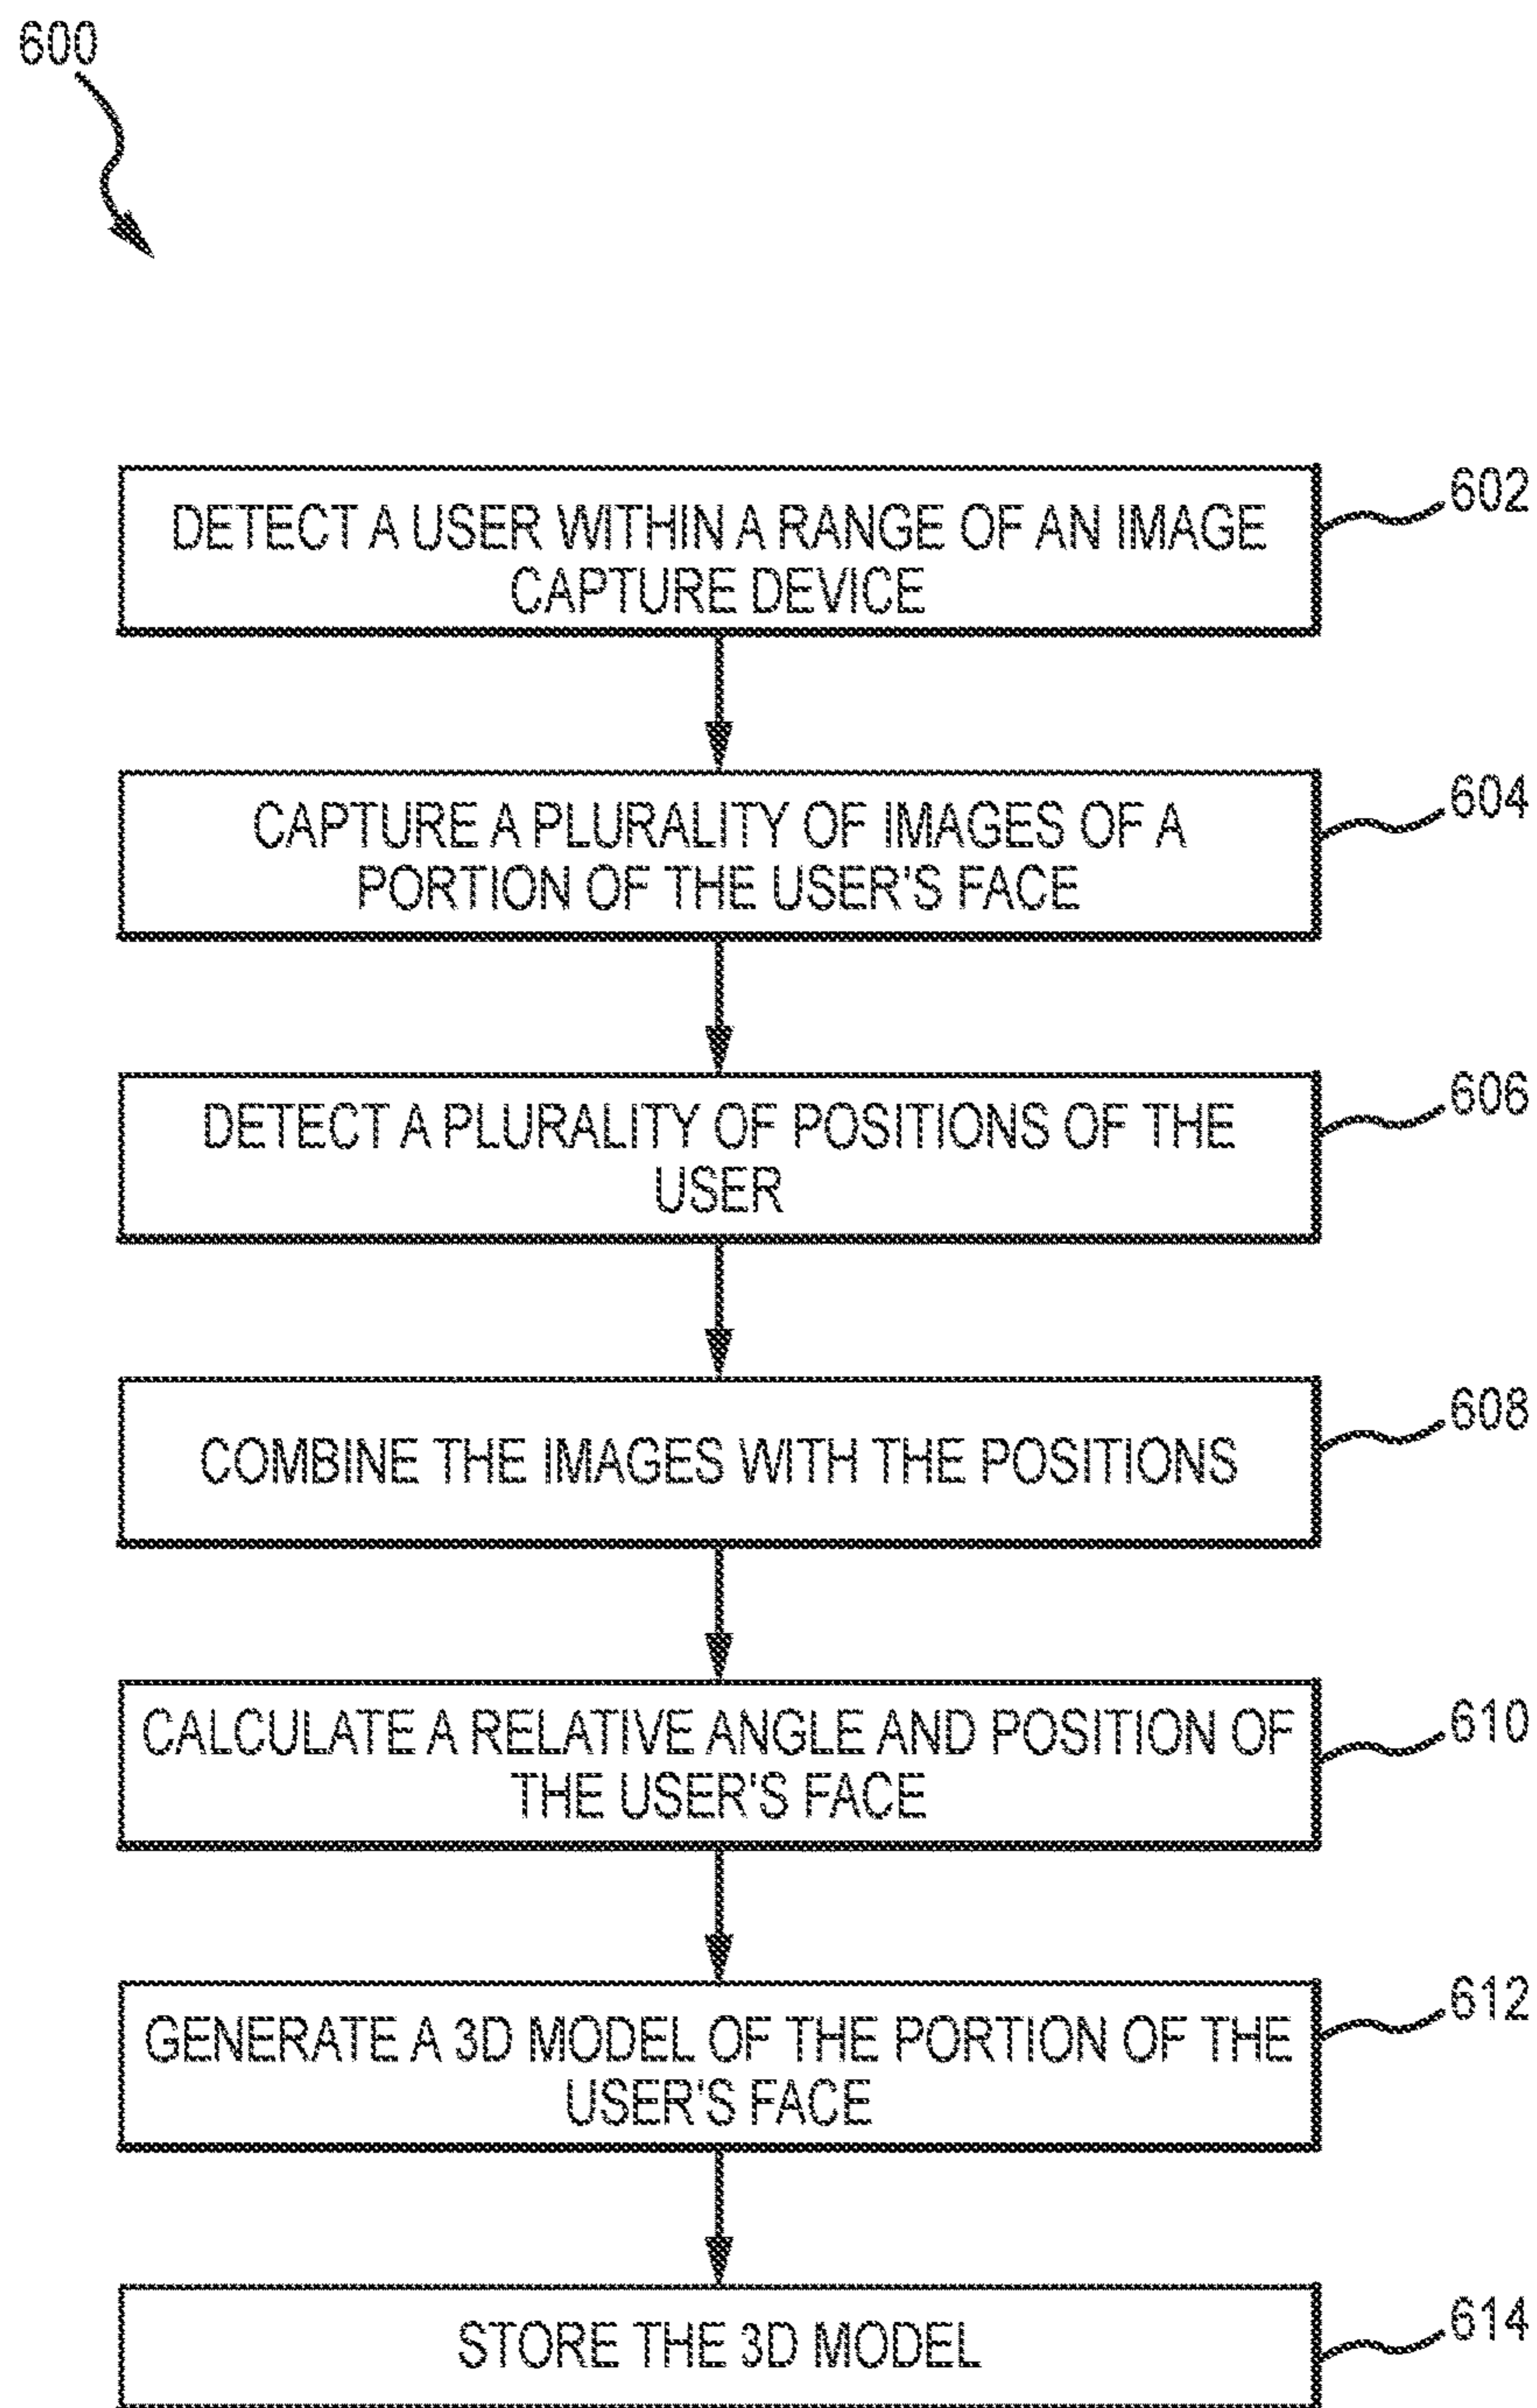 600
DETECT A USER WITHIN A RANGE OF AN IMAGE
CAPTURE DEVICE
602
CAPTURE A PLURALITY OF IMAGES OF A
PORTION OF THE USER'S FACE
604
DETECT A PLURALITY OF POSITIONS OF THE
USER
606
COMBINE THE IMAGES WITH THE POSITIONS
608
CALCULATE A RELATIVE ANGLE AND POSITION OF
THE USER'S FACE
610
GENERATE A 3D MODEL OF THE PORTION OF THE
USER'S FACE
612
STORE THE 3D MODEL
614